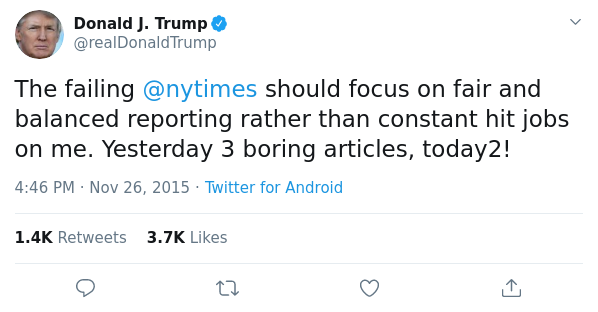 Donald J. Trump
@realDonaldTrump
The failing @nytimes should focus on fair and
balanced reporting rather than constant hit jobs
on me. Yesterday 3 boring articles, today2!
4:46 PM · Nov 26, 2015 · Twitter for Android
1.4K Retweets 3.7K Likes